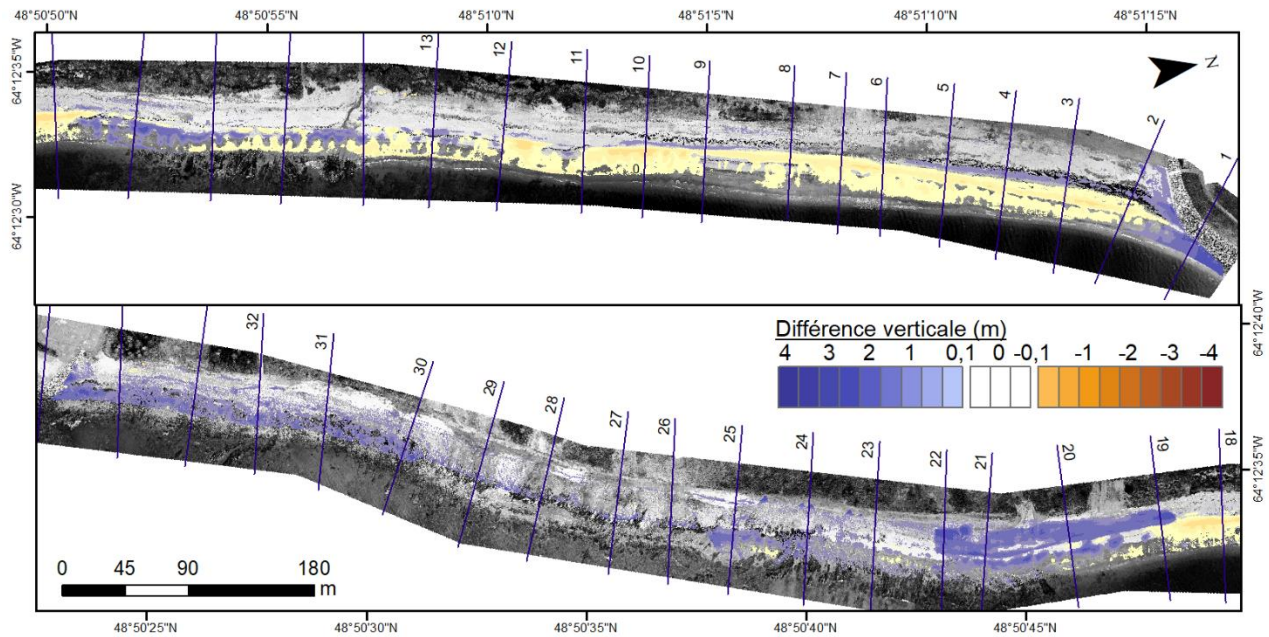 48°50'50"N 48°50'55"N 48°51'0"N 48°51'5"N 48°51'10"N 48°51'15"N
64°12'35"W
64°12'30"W
13 12 11 10 9 8 7 6 5 4 3 2 1
N
0
64°12'40"W
64°12'35"W
32 31 30 29 28 27 26 25 24 23 22 21 20 19 18
Différence verticale (m)
4 3 2 1 0,1 0 -0,1 -1 -2 -3 -4
0 45 90 180
m
48°50'25"N 48°50'30"N 48°50'35"N 48°50'40"N 48°50'45"N